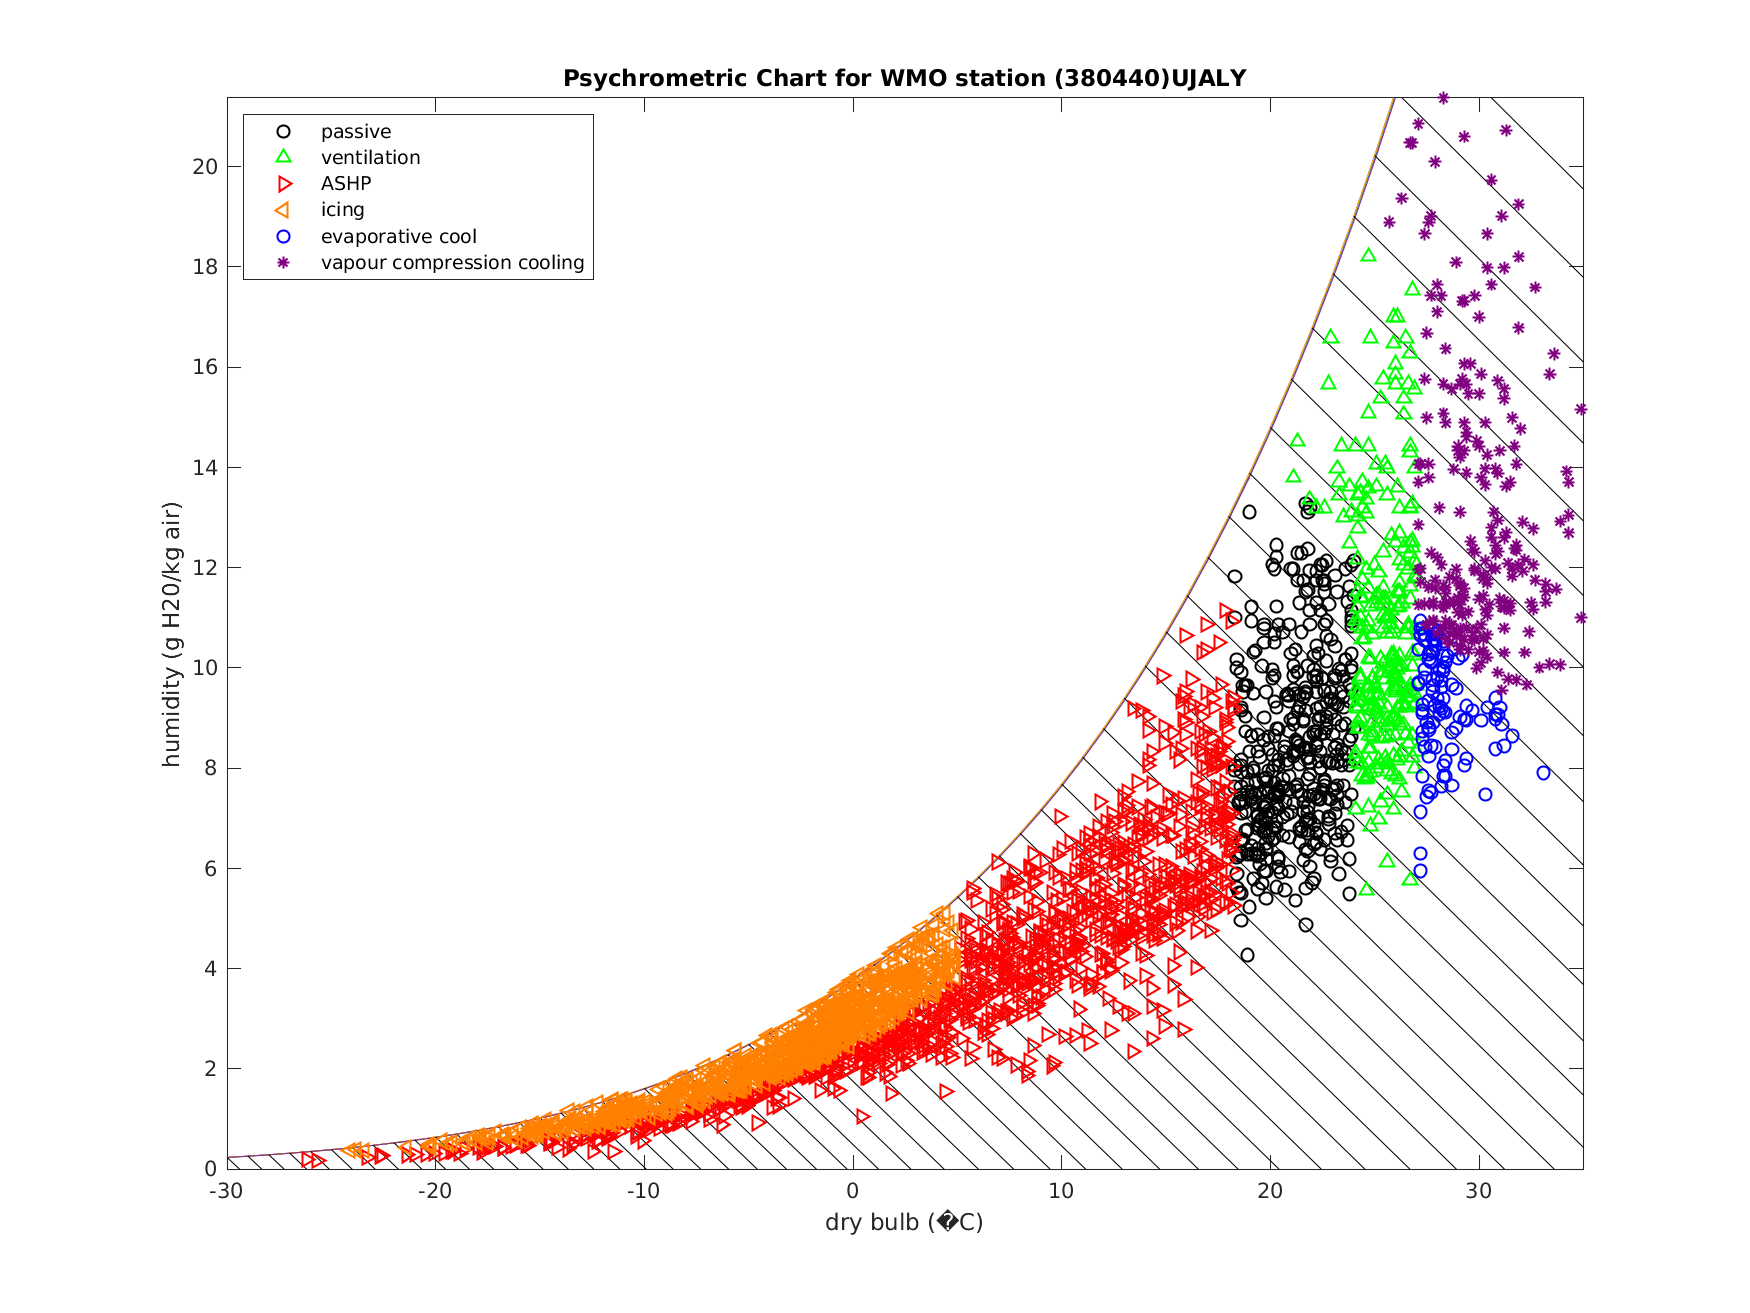 Psychrometric Chart for WMO station (380440)UJALY
passive
ventilation
ASHP
icing
evaporative cool
vapour compression cooling
humidity (g H20/kg air)
20
18
16
14
12
10
8
6
4
2
0
-30 -20 -10 0 10 20 30
dry bulb (�C)